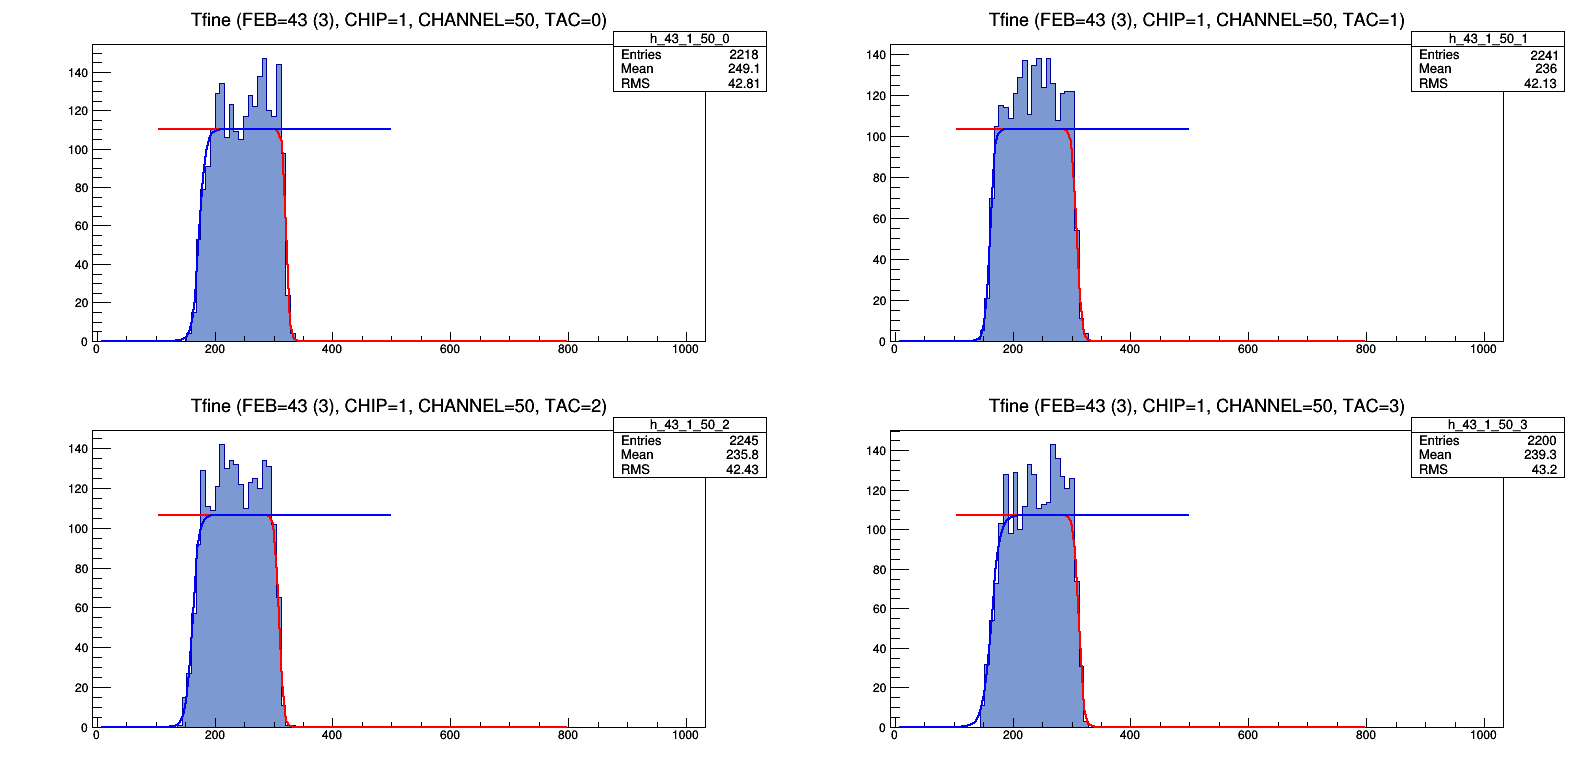 Tfine (FEB=43 (3), CHIP=1, CHANNEL=50, TAC=0)
h_43_1_50_0
Entries 2218
Mean 249.1
RMS 42.81
140
120
100
80
60
40
20
0
0 200 400 600 800 1000
Tfine (FEB=43 (3), CHIP=1, CHANNEL=50, TAC=1)
h_43_1_50_1
Entries 2241
Mean 236
RMS 42.13
140
120
100
80
60
40
20
0
0 200 400 600 800 1000
Tfine (FEB=43 (3), CHIP=1, CHANNEL=50, TAC=2)
h_43_1_50_2
Entries 2245
Mean 235.8
RMS 42.43
140
120
100
80
60
40
20
0
0 200 400 600 800 1000
Tfine (FEB=43 (3), CHIP=1, CHANNEL=50, TAC=3)
h_43_1_50_3
Entries 2200
Mean 239.3
RMS 43.2
140
120
100
80
60
40
20
0
0 200 400 600 800 1000